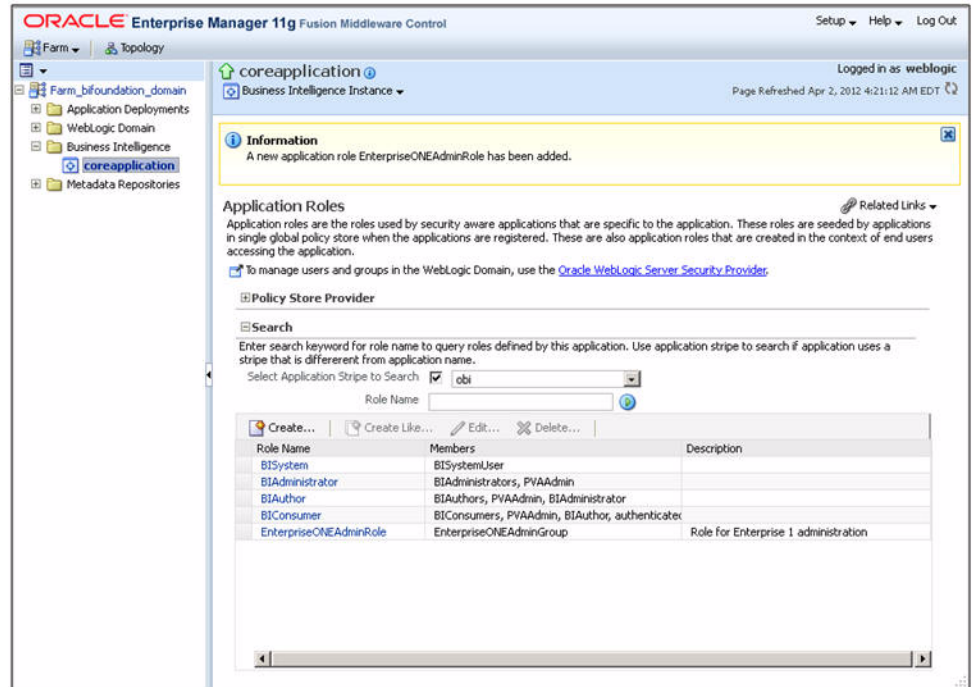 ORACLE Enterprise Manager 11g Fusion Middleware Control
Setup Help Log Out
Farm Topology
Farm_bifoundation_domain
Application Deployments
WebLogic Domain
Business Intelligence
coreapplication
Metadata Repositories
coreapplication
Logged in as weblogic
Business Intelligence Instance
Page Refreshed Apr 2, 2012 4:21:12 AM EDT
Information
A new application role EnterpriseONEAdminRole has been added.
Application Roles
Related Links
Application roles are the roles used by security aware applications that are specific to the application. These roles are seeded by applications
in single global policy store when the applications are registered. These are also application roles that are created in the context of end users
accessing the application.
To manage users and groups in the WebLogic Domain, use the Oracle WebLogic Server Security Provider.
Policy Store Provider
Search
Enter search keyword for role name to query roles defined by this application. Use application stripe to search if application uses a
stripe that is differerent from application name.
Select Application Stripe to Search obi
Role Name
Create... Create Like... Edit... Delete...
Role Name Members Description
BISystem BISystemUser
BIAdministrator BIAdministrators, PVAAdmin
BIAuthor BIAuthors, PVAAdmin, BIAdministrator
BIConsumer BIConsumers, PVAAdmin, BIAuthor, authenticated
EnterpriseONEAdminRole EnterpriseONEAdminGroup Role for Enterprise 1 administration